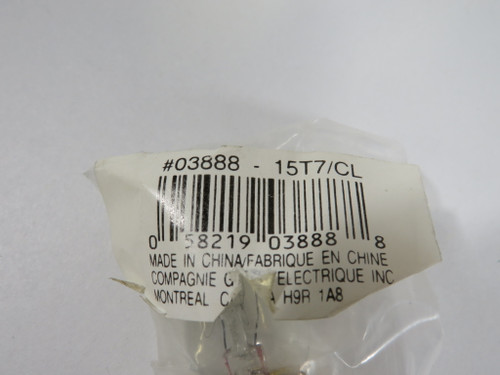 #03888 - 15T7/CL
0 58219 03888 8
MADE IN CHINA/FABRIQUE EN CHINE
COMPAGNIE ELECTRIQUE INC
MONTREAL H9R 1A8